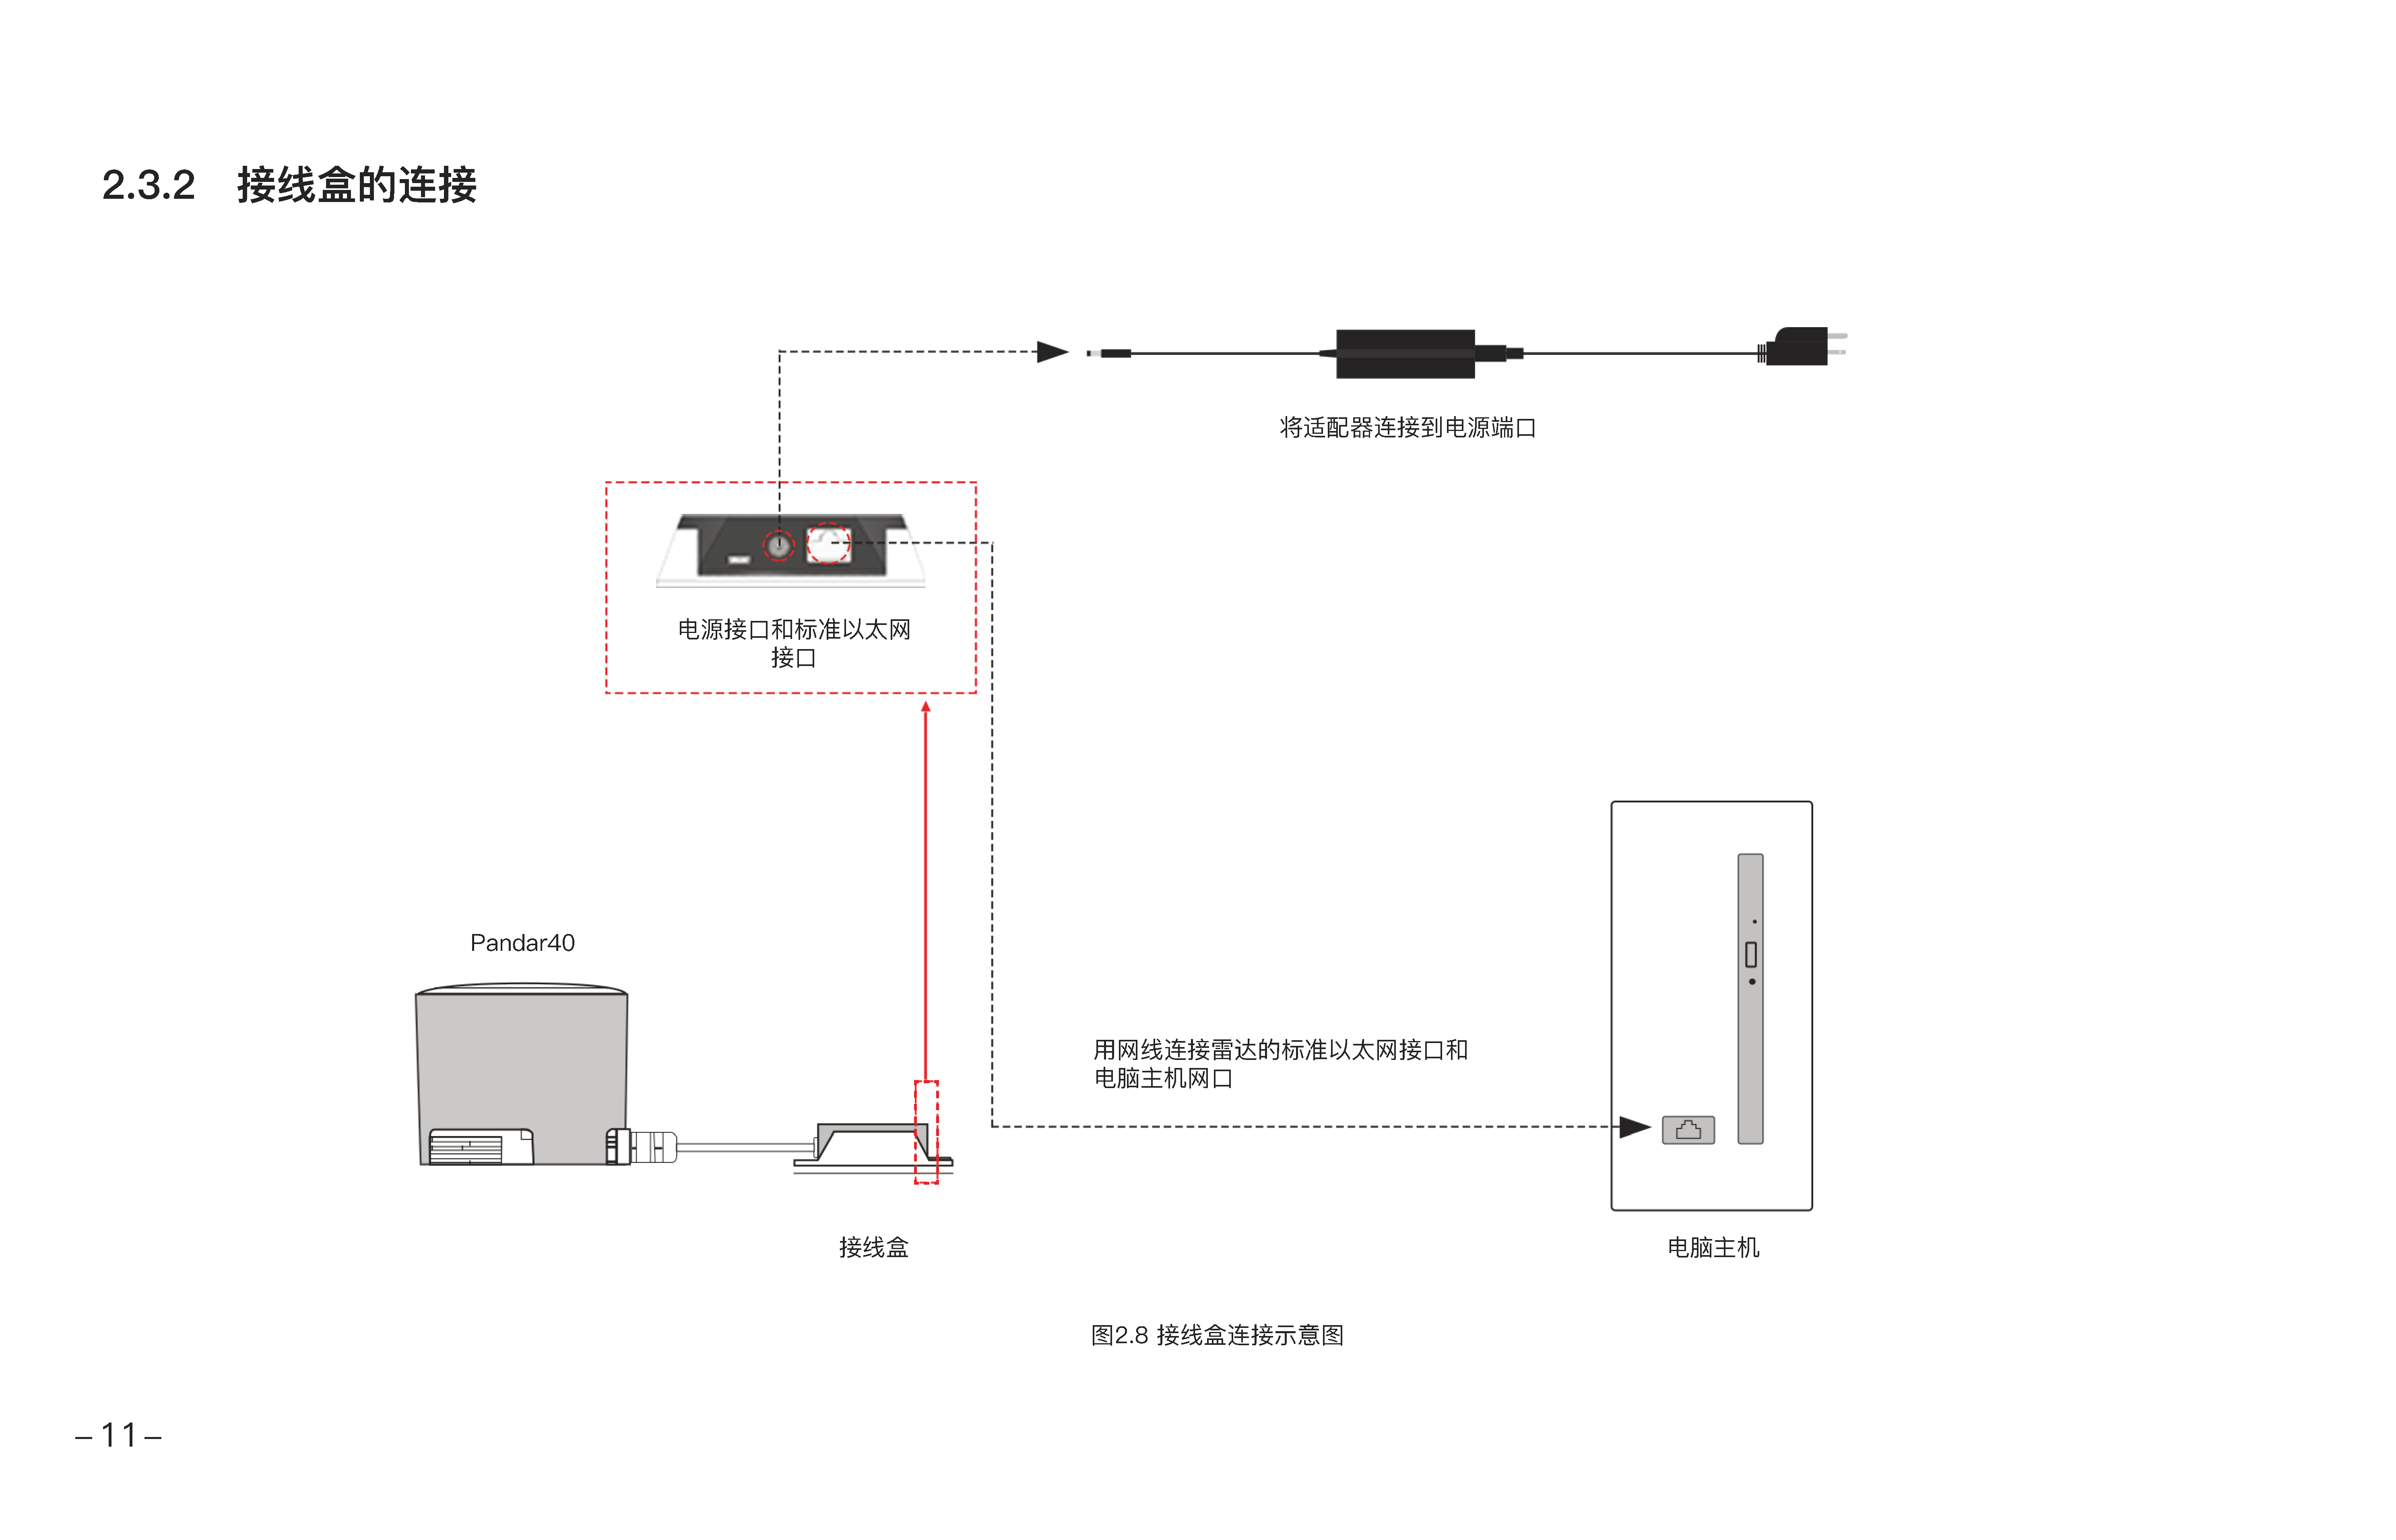 2.3.2 接线盒的连接
将适配器连接到电源端口
电源接口和标准以太网
接口
Pandar40
用网线连接雷达的标准以太网接口和
电脑主机网口
接线盒
电脑主机
图2.8 接线盒连接示意图
–11–